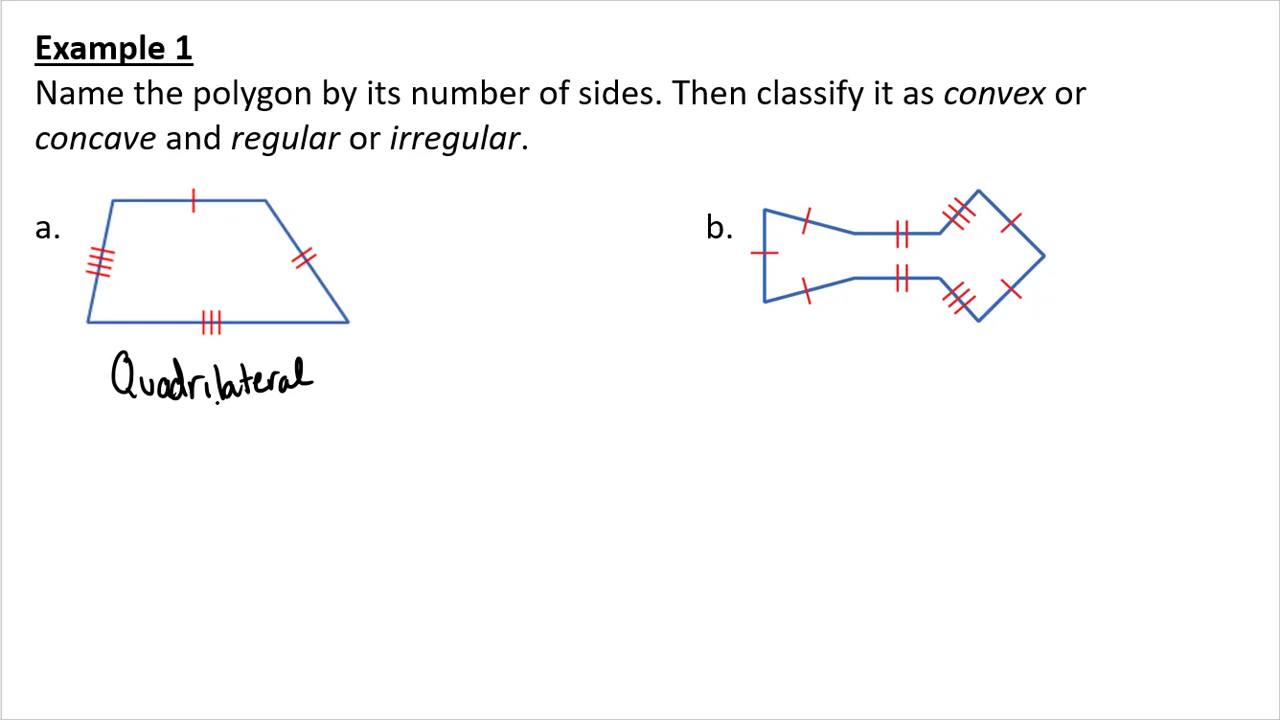 Example 1
Name the polygon by its number of sides. Then classify it as convex or
concave and regular or irregular.
a.
b.
Quadrilateral